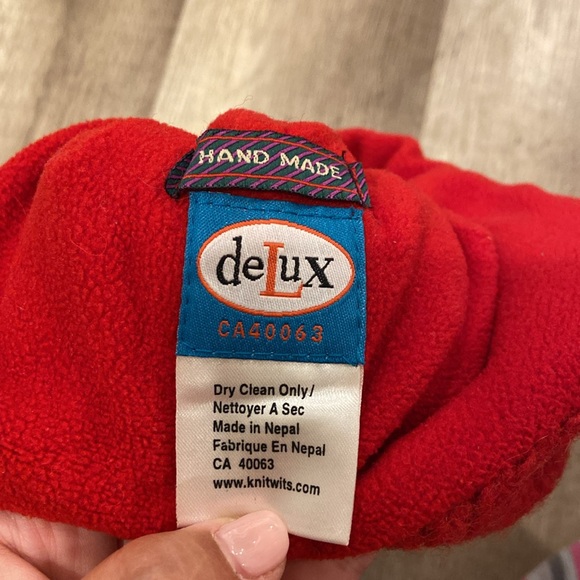 HAND MADE
deLux
CA40063
Dry Clean Only/
Nettoyer A Sec
Made in Nepal
Fabrique En Nepal
CA 40063
www.knitwits.com